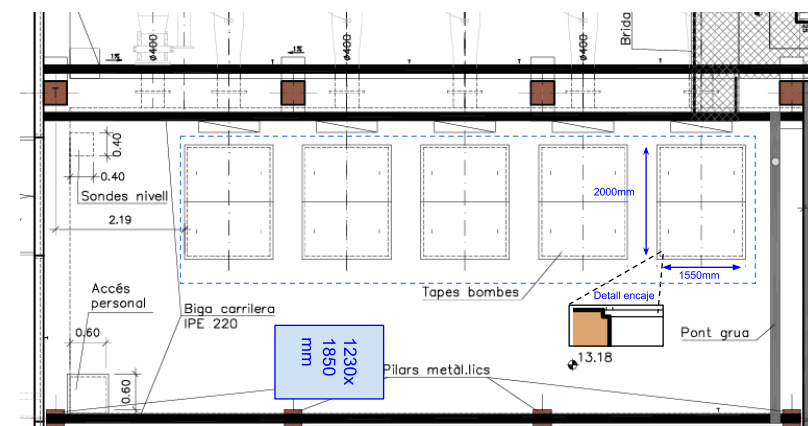 1%
ø400
1%
ø400
ø400
Brida
T
0.40
0.40
Sondes nivell
2.19
2000mm
1550mm
Accés
personal
Biga carrilera
IPE 220
Tapes bombes
Detall encaje
Pont grua
0.60
0.60
1230x
1850
mm
Pilars metàl.lics
13.18